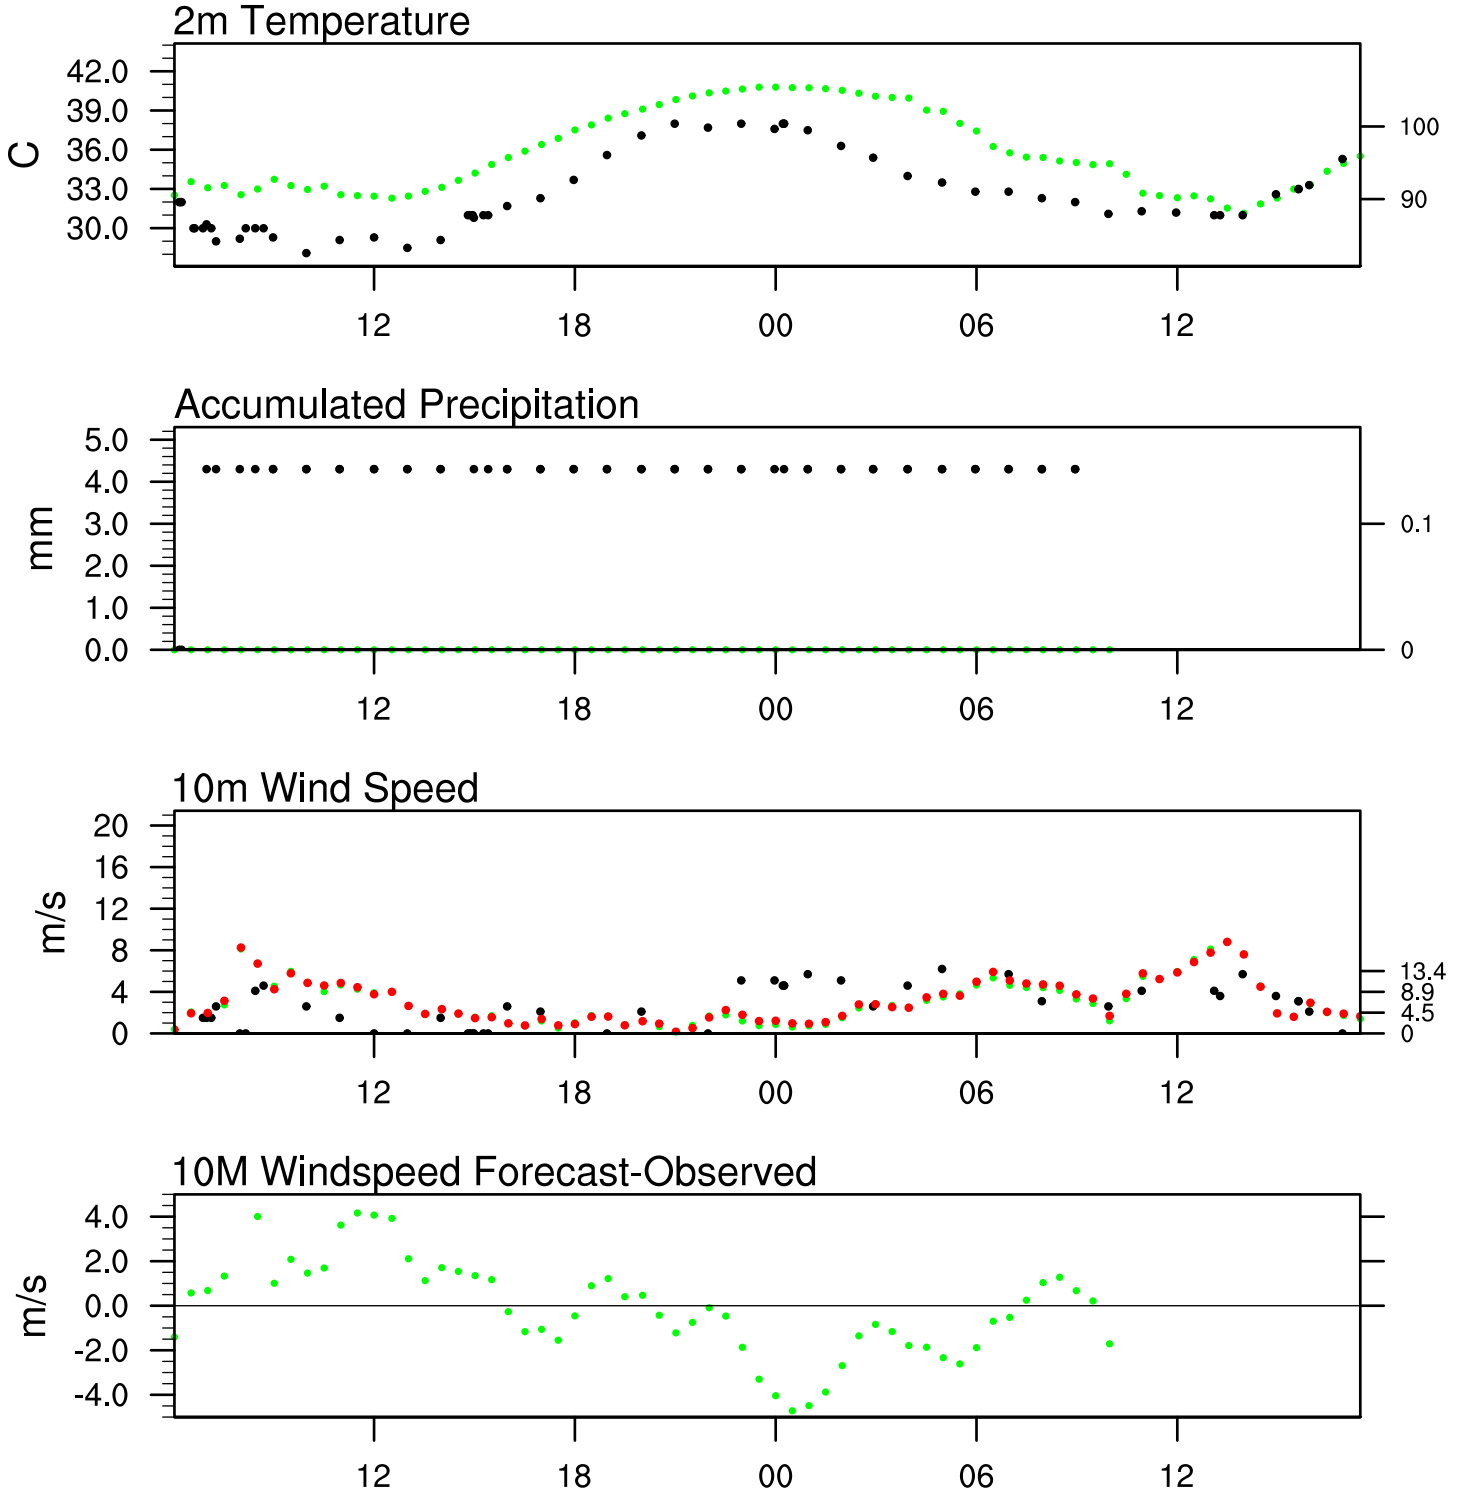 2m Temperature
C
42.0
39.0
36.0
33.0
30.0
100
90
12 18 00 06 12
Accumulated Precipitation
mm
5.0
4.0
3.0
2.0
1.0
0.0
0.1
0
12 18 00 06 12
10m Wind Speed
m/s
20
16
12
8
4
0
13.4
8.9
4.5
0
12 18 00 06 12
10M Windspeed Forecast-Observed
m/s
4.0
2.0
0.0
-2.0
-4.0
12 18 00 06 12